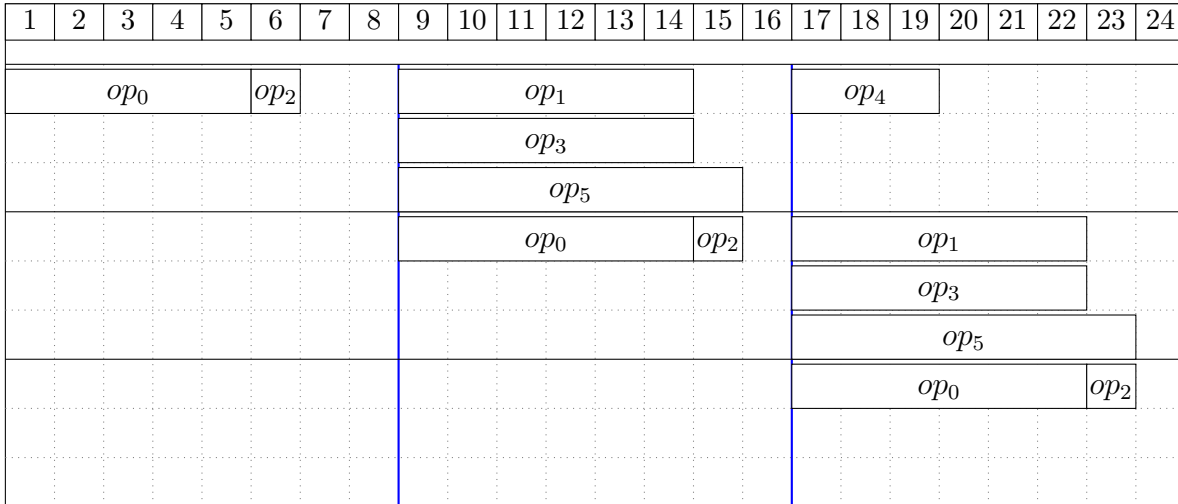 1 2 3 4 5 6 7 8 9 10 11 12 13 14 15 16 17 18 19 20 21 22 23 24
op₀ op₂ op₁ op₄
op₃
op₅
op₀ op₂ op₁
op₃
op₅
op₀ op₂